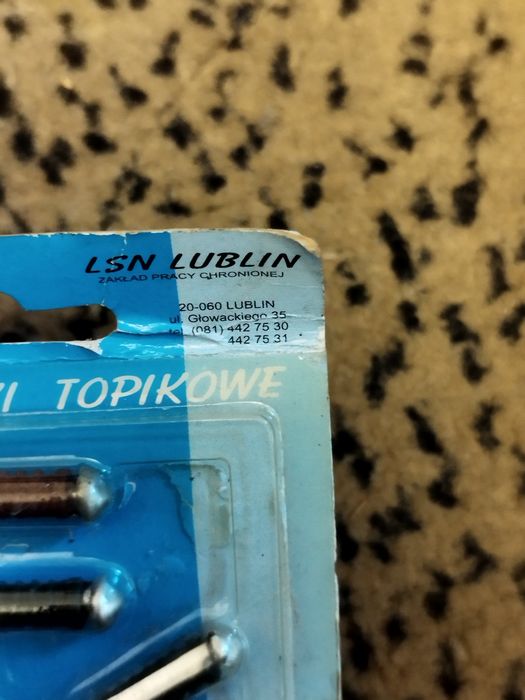 LSN LUBLIN
ZAKŁAD PRACY CHRONIONEJ
20-060 LUBLIN
ul. Głowackiego 35
tel. (081) 442 75 30
442 75 31
TOPIKOWE